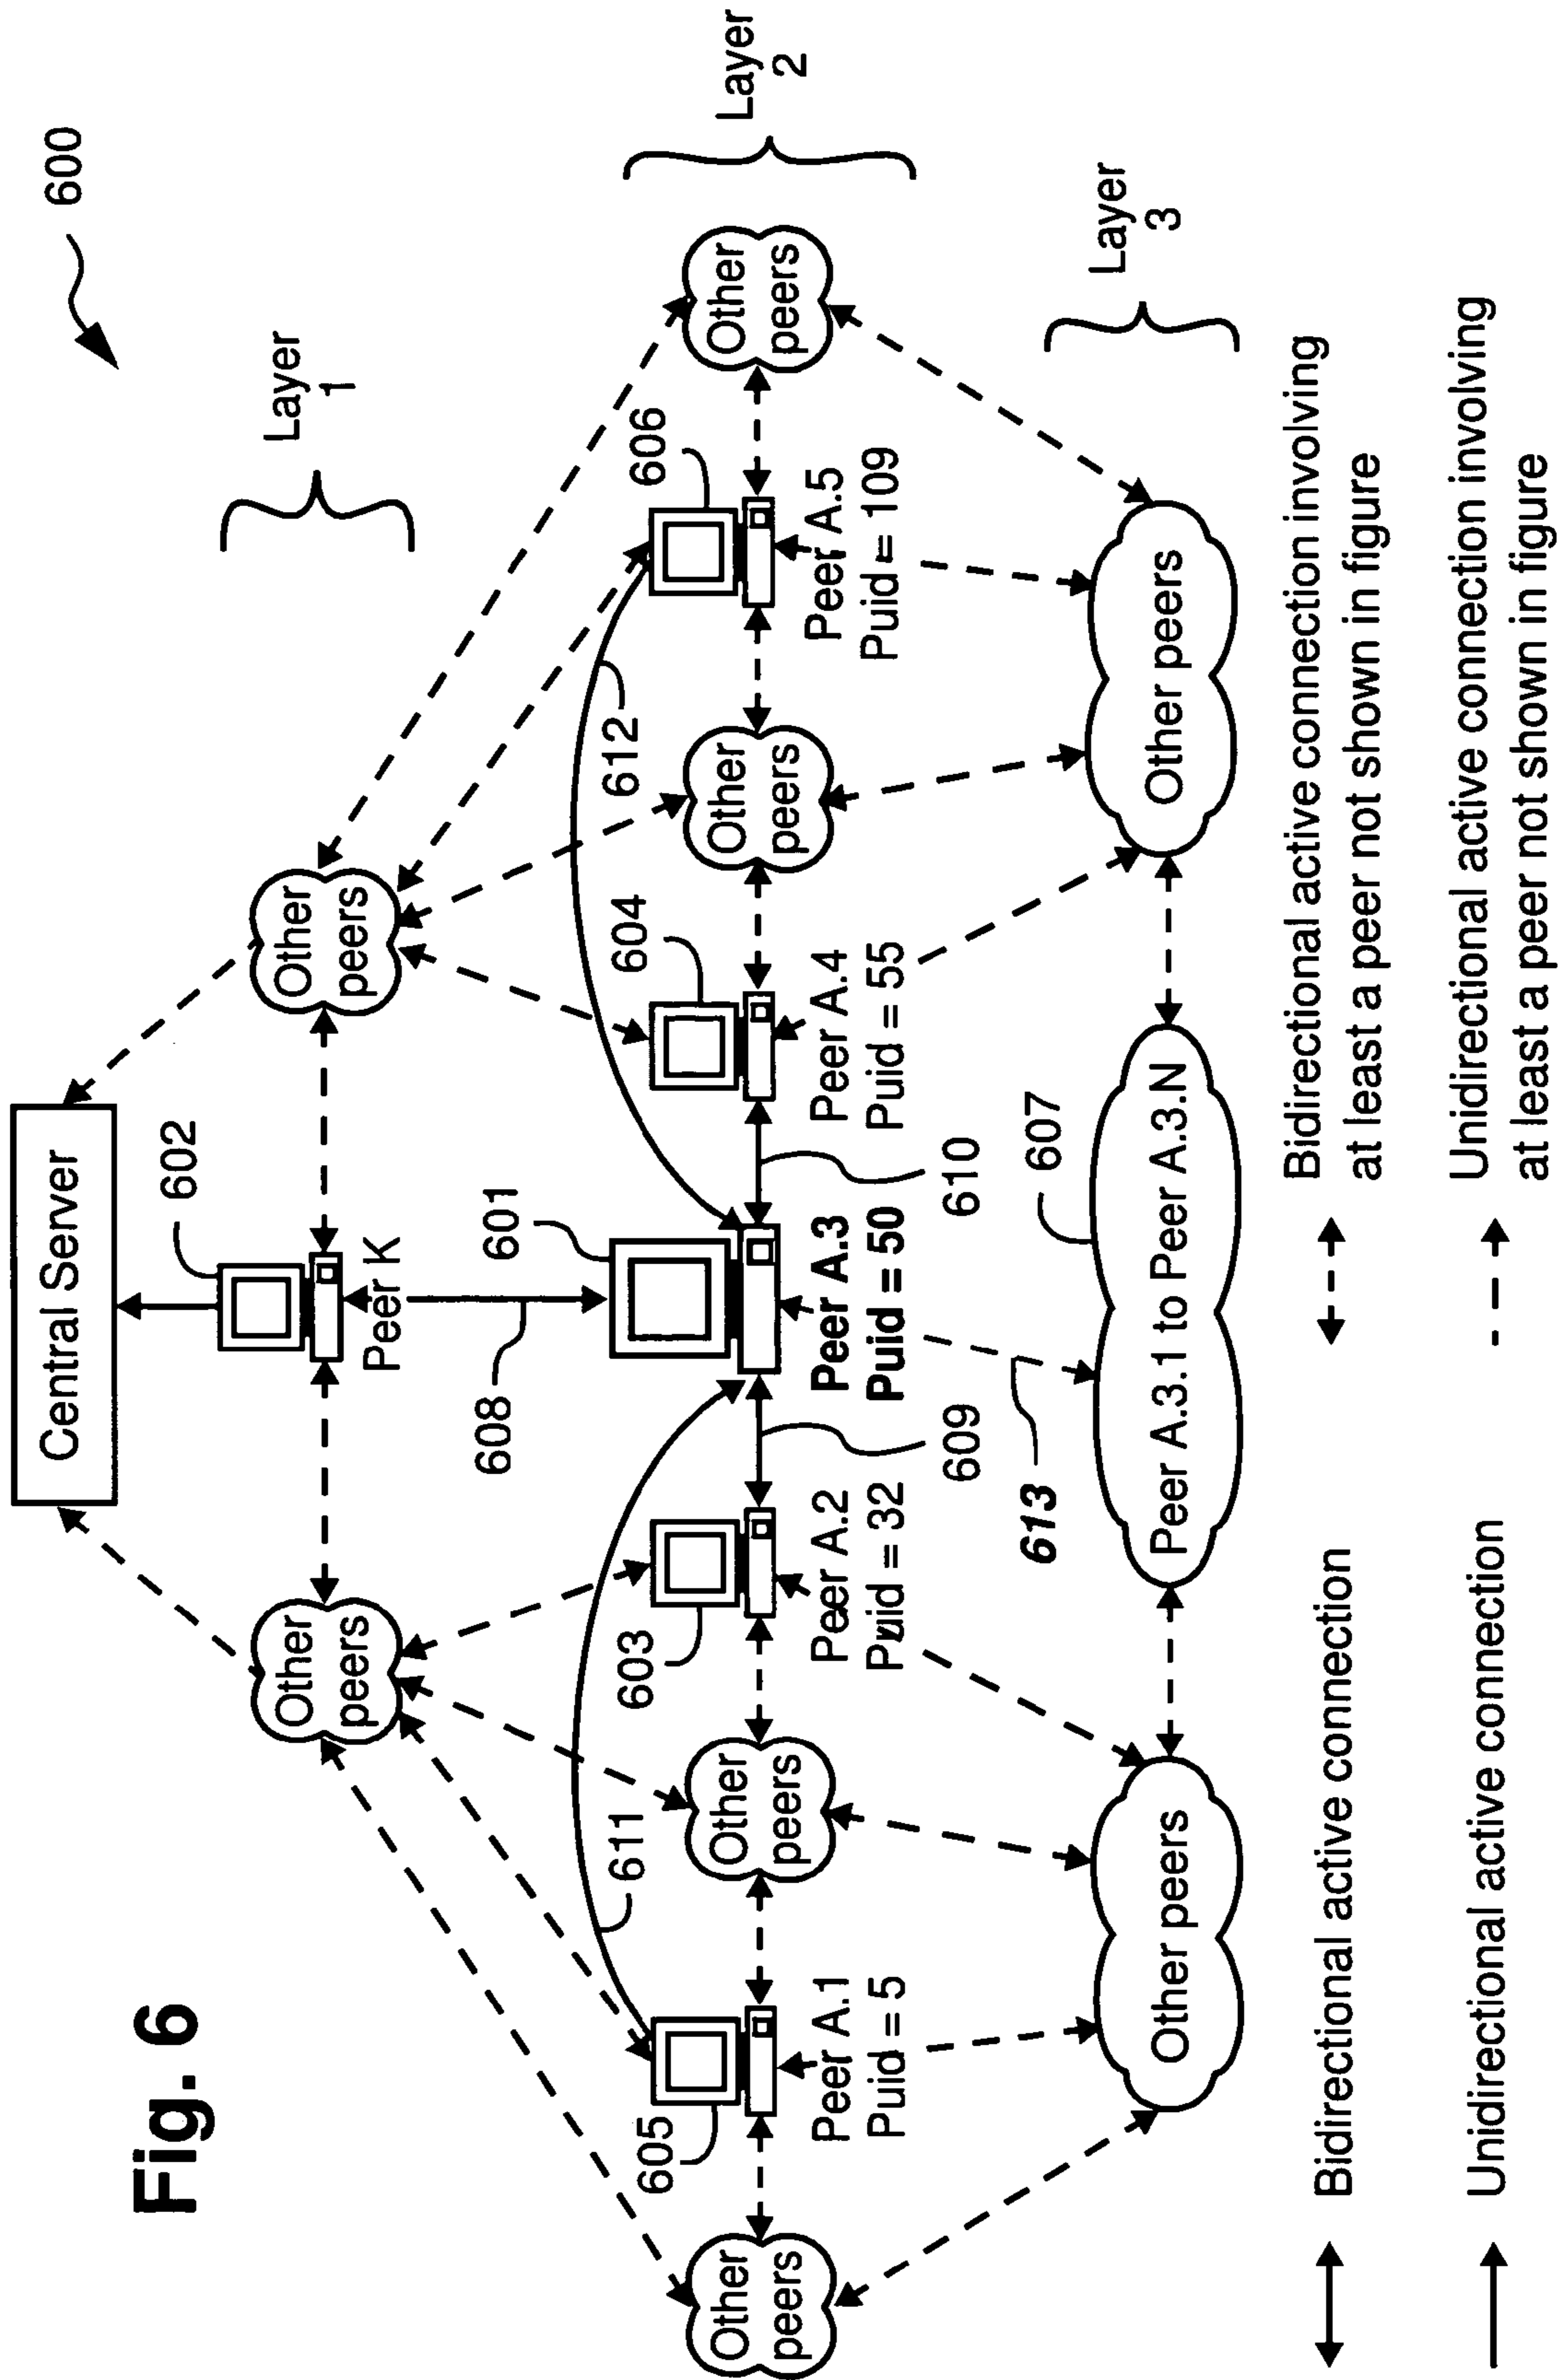 Fig. 6
600
Central Server
602
Layer
1
Other
peers
Peer K
Other
peers
608
601
Layer
2
611
612
605
603
604
606
Other
peers
Peer A.1
Puid = 5
Other
peers
Peer A.2
Puid = 32
Peer A.3
Puid = 50
Peer A.4
Puid = 55
Other
peers
Peer A.5
Puid = 109
Other
peers
609
610
613
607
Layer
3
Other peers
Peer A.3.1 to Peer A.3.N
Other peers
Bidirectional active connection
Bidirectional active connection involving
at least a peer not shown in figure
Unidirectional active connection
Unidirectional active connection involving
at least a peer not shown in figure